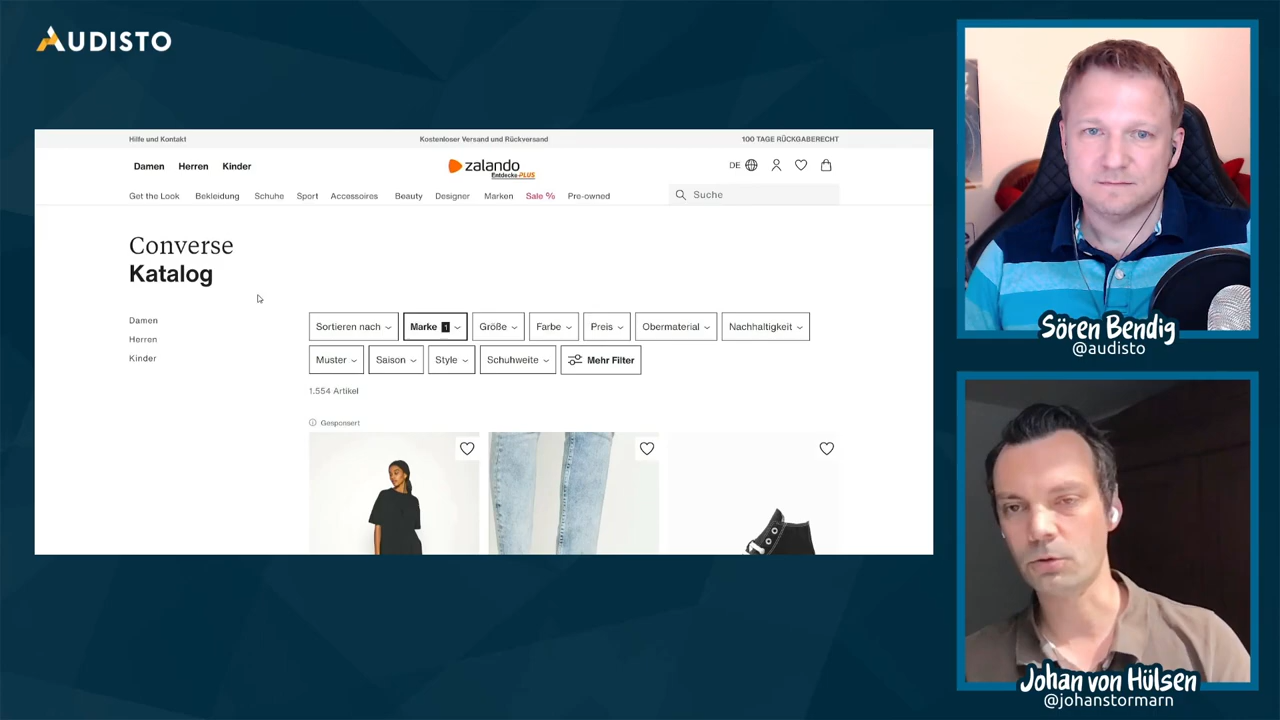 AUDISTO
Hilfe und Kontakt
Kostenloser Versand und Rückversand
100 TAGE RÜCKGABERECHT
Damen Herren Kinder
zalando
Entdecke PLUS
DE
Get the Look Bekleidung Schuhe Sport Accessoires Beauty Designer Marken Sale % Pre-owned
Suche
Converse
Katalog
Damen
Herren
Kinder
Sortieren nach Marke 1 Größe Farbe Preis Obermaterial Nachhaltigkeit
Muster Saison Style Schuhweite Mehr Filter
1.554 Artikel
Gesponsert
Sören Bendig
@audisto
Johan von Hülsen
@johanstormarn